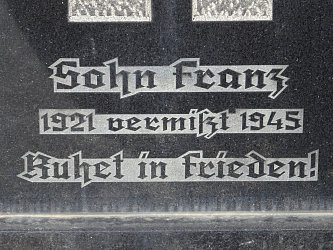 Sohn Franz
1921 vermißt 1945
Ruhet in Frieden!